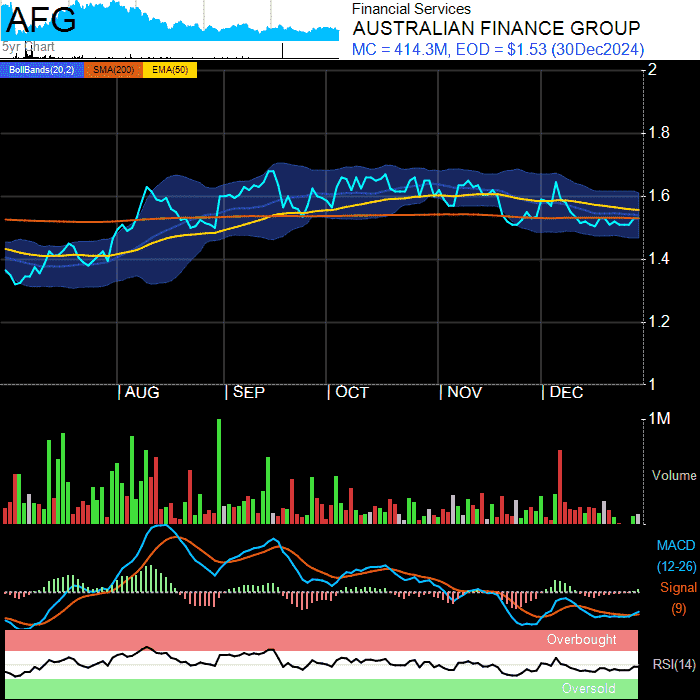 AFG
5yr Chart
Financial Services
AUSTRALIAN FINANCE GROUP
MC = 414.3M, EOD = $1.53 (30Dec2024)
BollBands(20,2) SMA(200) EMA(50)
2
1.8
1.6
1.4
1.2
1
AUG SEP OCT NOV DEC
1M
Volume
MACD
(12-26)
Signal
(9)
Overbought
RSI(14)
Oversold